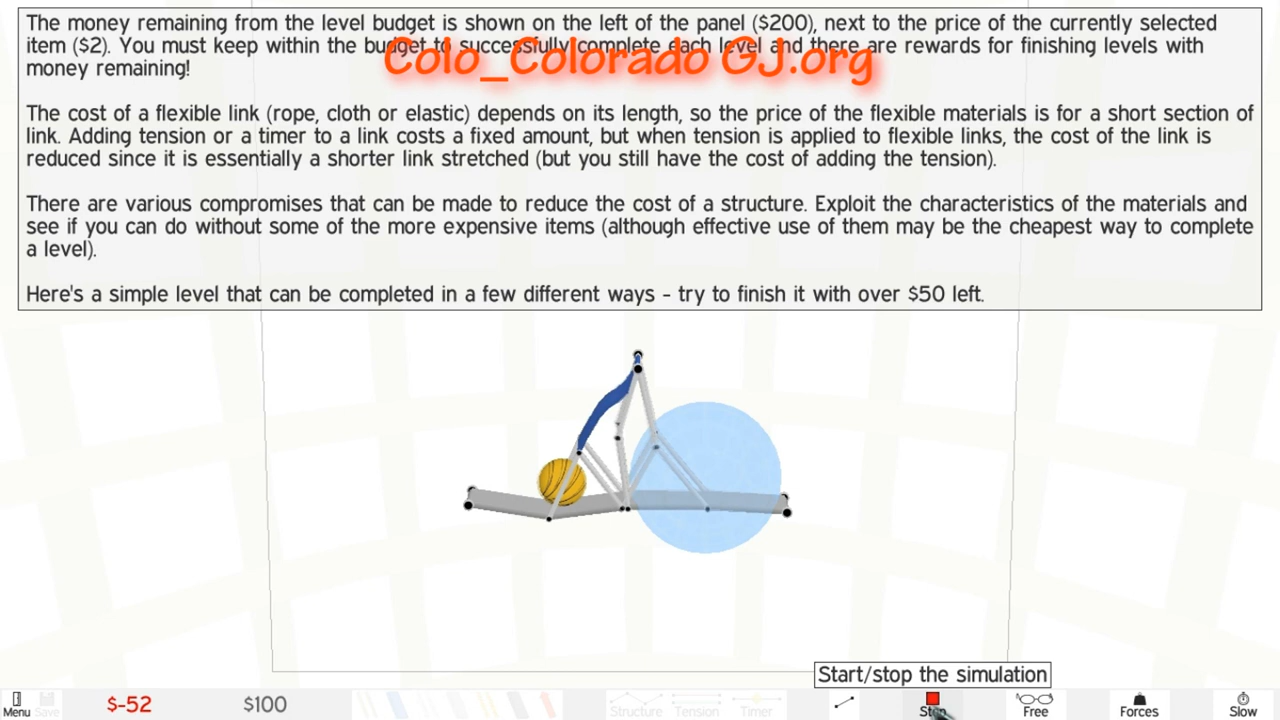 The money remaining from the level budget is shown on the left of the panel ($200), next to the price of the currently selected
item ($2). You must keep within the budget to successfully complete each level and there are rewards for finishing levels with
money remaining!
Colo_Colorado GJ.org
The cost of a flexible link (rope, cloth or elastic) depends on its length, so the price of the flexible materials is for a short section of
link. Adding tension or a timer to a link costs a fixed amount, but when tension is applied to flexible links, the cost of the link is
reduced since it is essentially a shorter link stretched (but you still have the cost of adding the tension).
There are various compromises that can be made to reduce the cost of a structure. Exploit the characteristics of the materials and
see if you can do without some of the more expensive items (although effective use of them may be the cheapest way to complete
a level).
Here's a simple level that can be completed in a few different ways - try to finish it with over $50 left.
Start/stop the simulation
Menu Save $-52 $100 Structure Tension Timer Stop Free Forces Slow